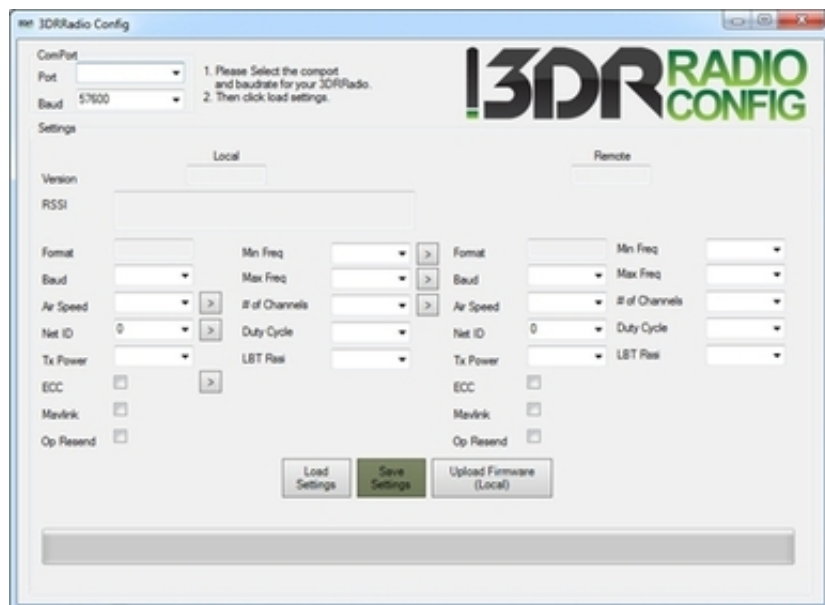 3DRRadio Config
ComPort
Port
Baud 57600
1. Please Select the comport
and baudrate for your 3DRRadio.
2. Then click load settings.
!3DR RADIO CONFIG
Settings
Local
Remote
Version
RSSI
Format
Min Freq >
Format
Min Freq
Baud
Max Freq >
Baud
Max Freq
Air Speed >
# of Channels >
Air Speed
# of Channels
Net ID 0 >
Duty Cycle
Net ID 0
Duty Cycle
Tx Power
LBT Rssi
Tx Power
LBT Rssi
ECC >
ECC
Mavlink
Mavlink
Op Resend
Op Resend
Load
Settings
Save
Settings
Upload Firmware
(Local)